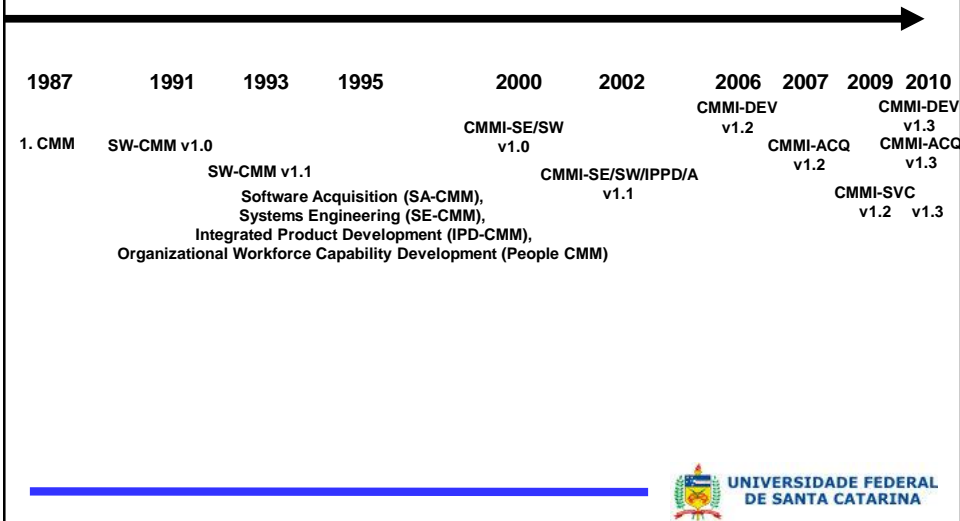 1987 1991 1993 1995 2000 2002 2006 2007 2009 2010
CMMI-DEV
v1.2
CMMI-DEV
v1.3
1. CMM
SW-CMM v1.0
CMMI-SE/SW
v1.0
CMMI-ACQ
v1.2
CMMI-ACQ
v1.3
SW-CMM v1.1
CMMI-SE/SW/IPPD/A
v1.1
CMMI-SVC
v1.2 v1.3
Software Acquisition (SA-CMM),
Systems Engineering (SE-CMM),
Integrated Product Development (IPD-CMM),
Organizational Workforce Capability Development (People CMM)
UNIVERSIDADE FEDERAL
DE SANTA CATARINA